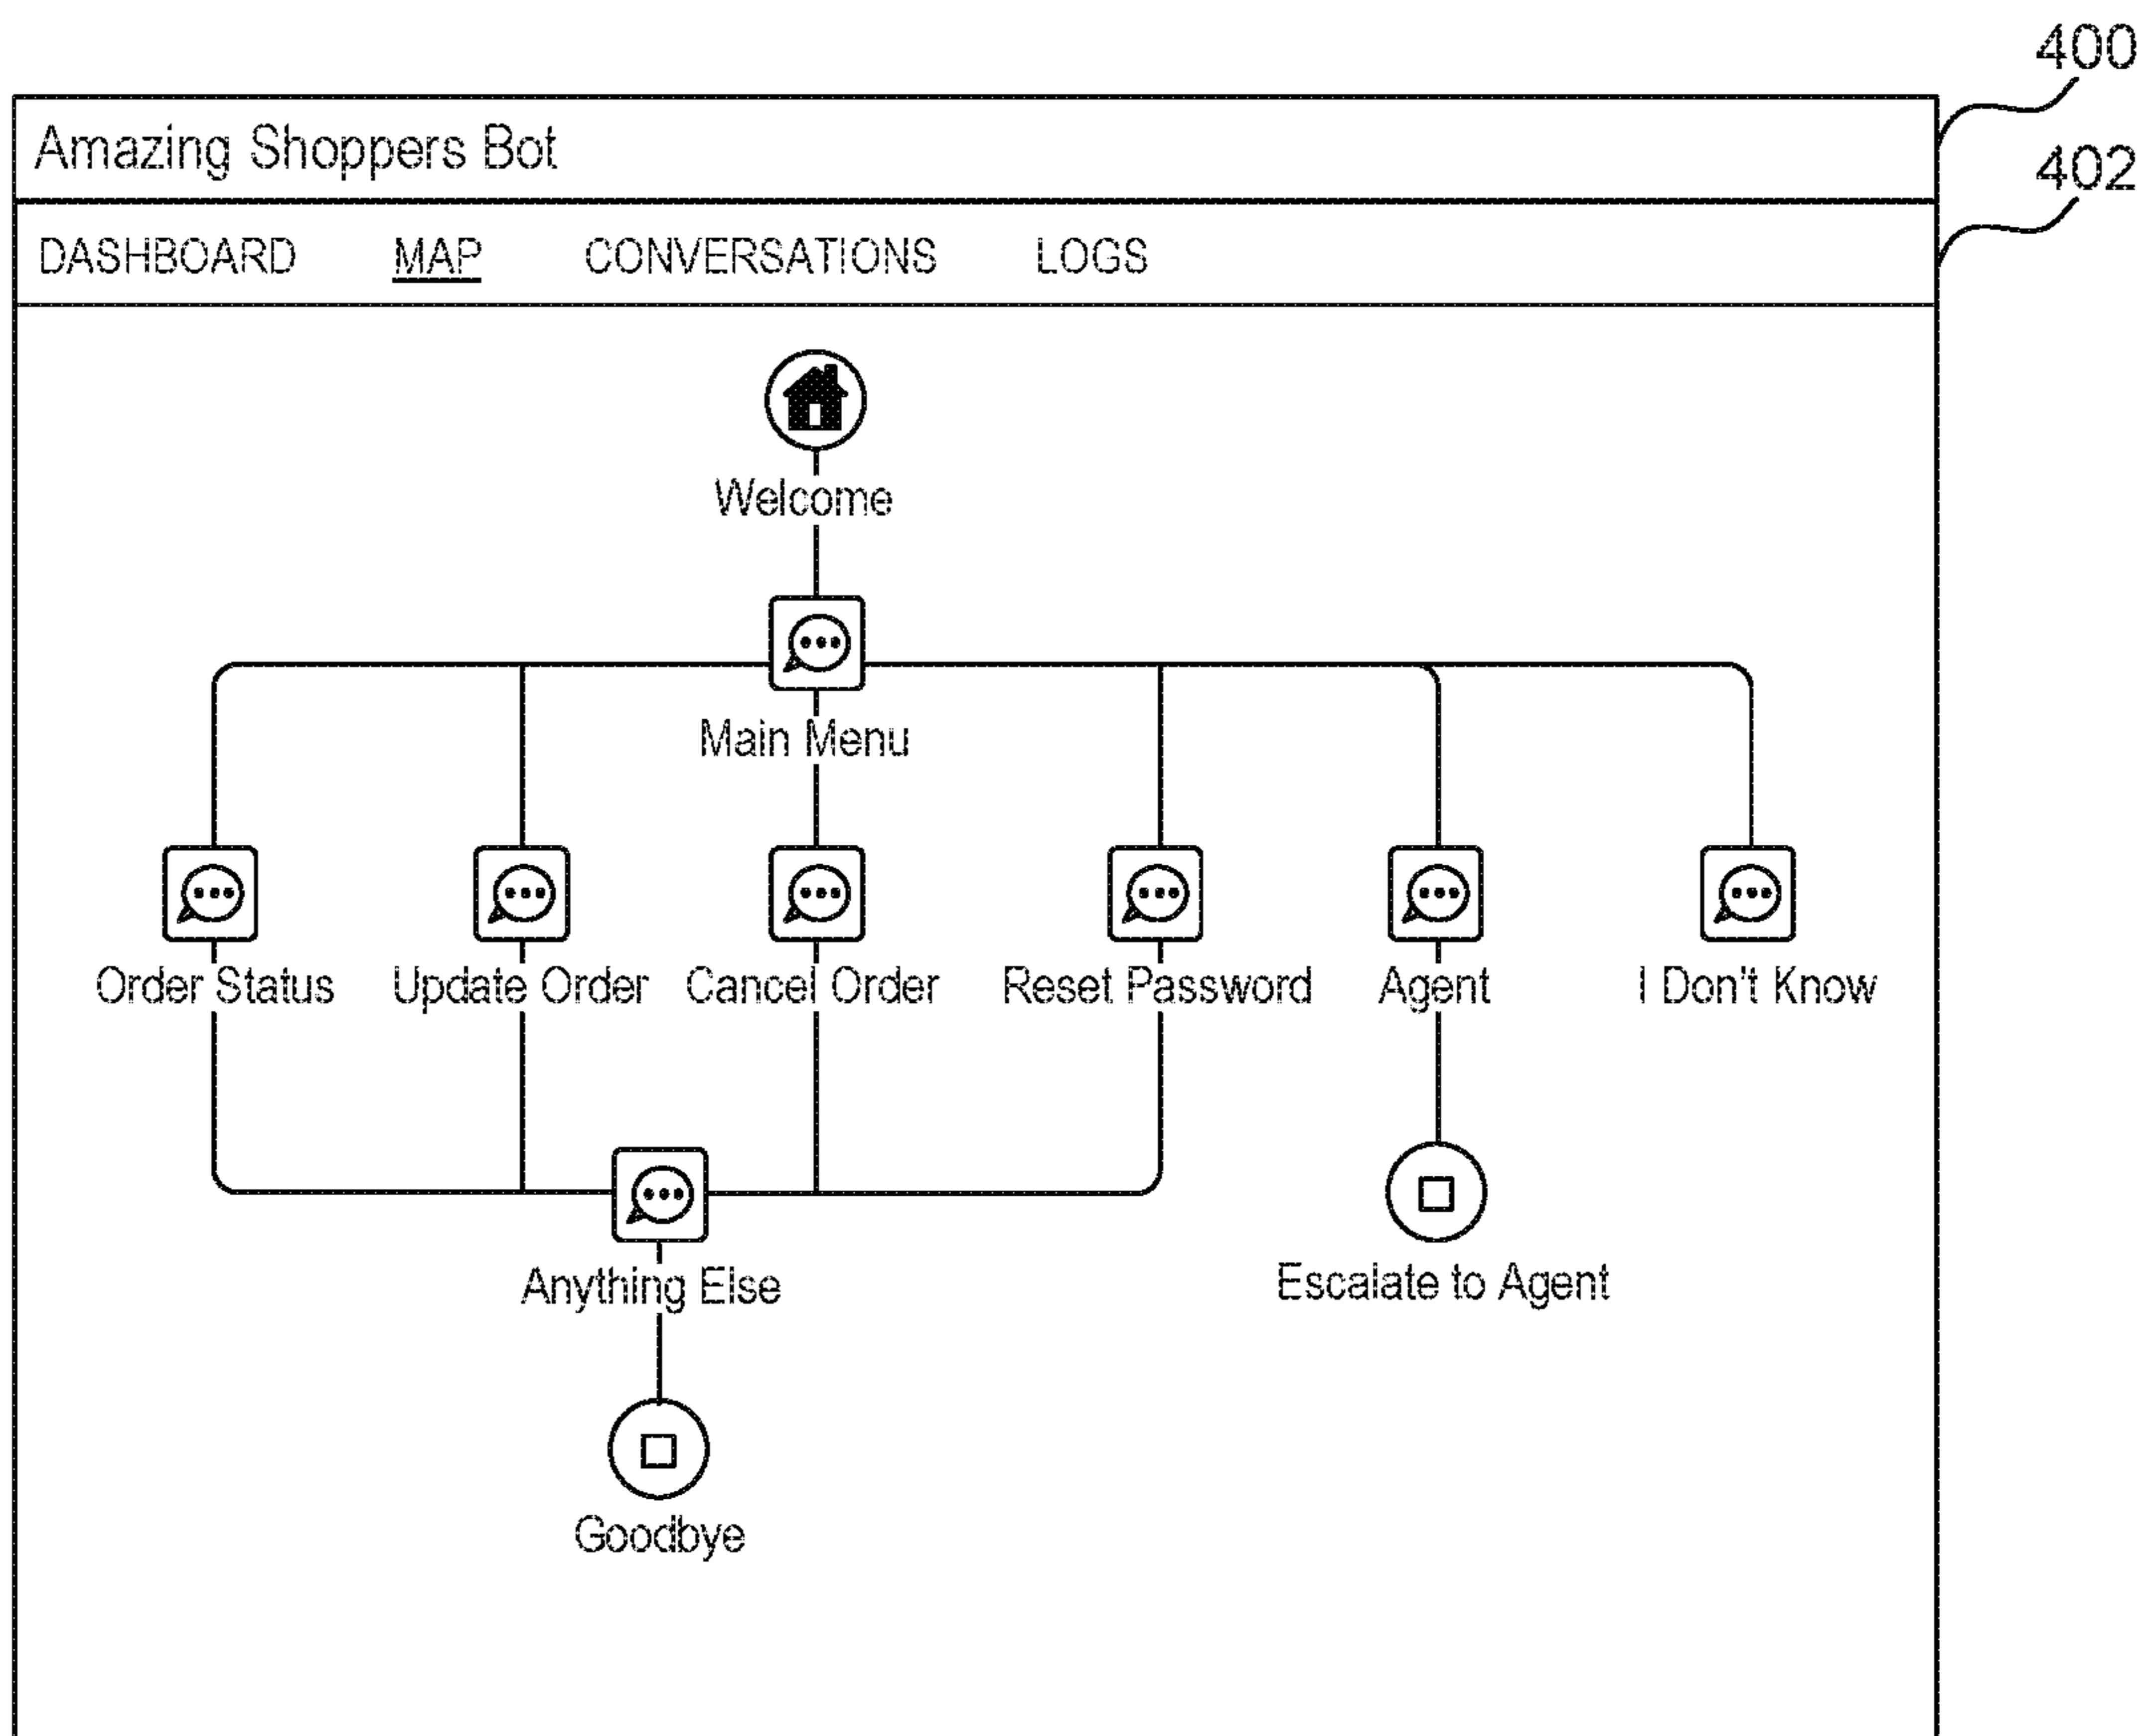 400
Amazing Shoppers Bot
402
DASHBOARD MAP CONVERSATIONS LOGS
Welcome
Main Menu
Order Status Update Order Cancel Order Reset Password Agent I Don't Know
Anything Else Escalate to Agent
Goodbye